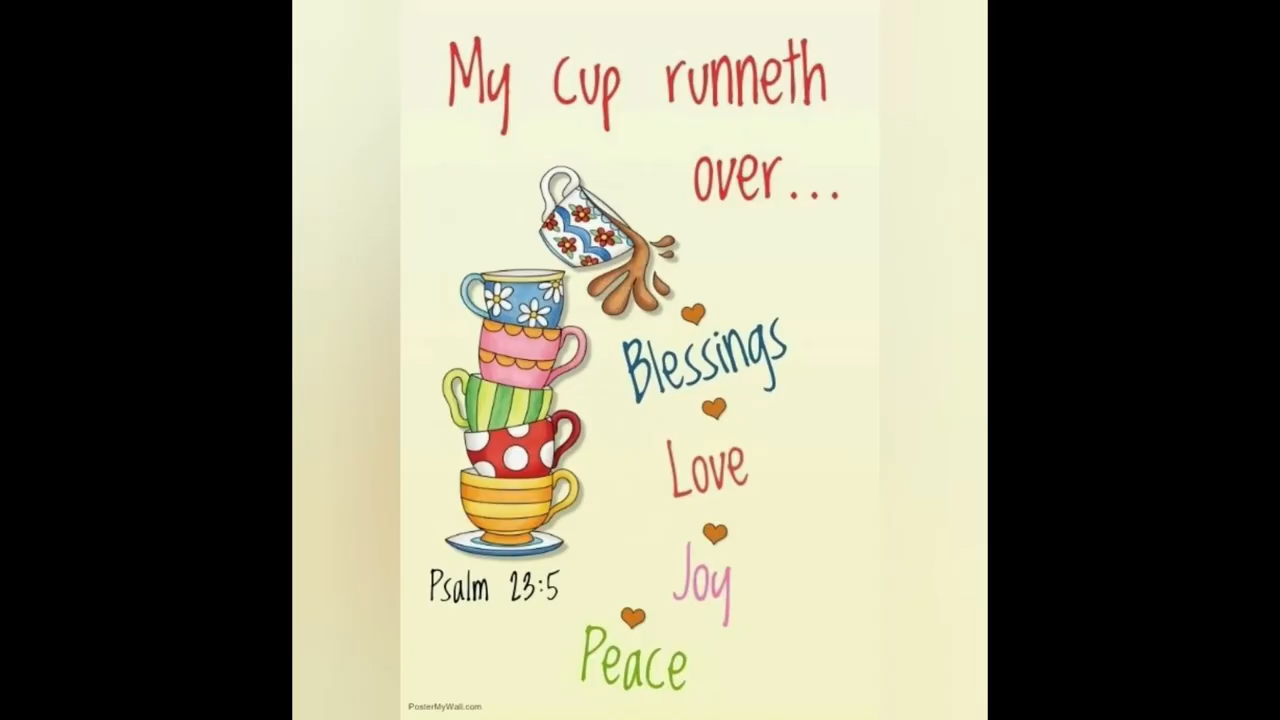 My cup runneth
over...
Blessings
Love
Joy
Psalm 23:5
Peace
PosterMyWall.com